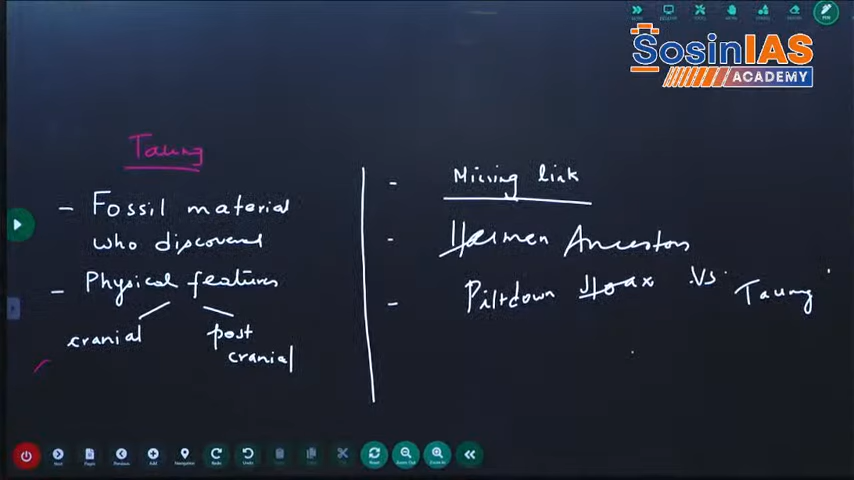 SosinIAS
ACADEMY
Taung
- Fossil material
who discovered
- Physical features
cranial
post
cranial
- Missing link
- Human Ancestors
- Piltdown Hoax Vs Taung